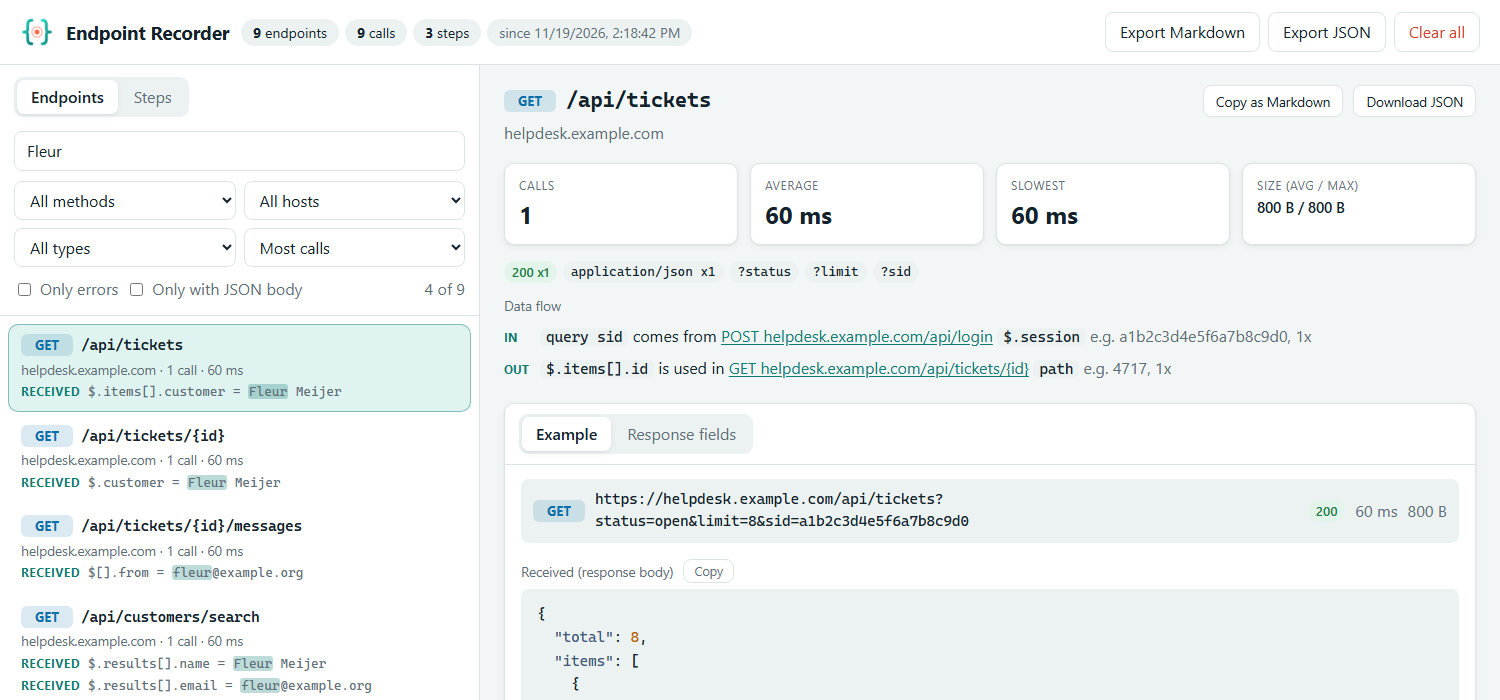 Endpoint Recorder 9 endpoints 9 calls 3 steps since 11/19/2026, 2:18:42 PM Export Markdown Export JSON Clear all
Endpoints Steps
Fleur
All methods All hosts
All types Most calls
Only errors Only with JSON body 4 of 9
GET /api/tickets
helpdesk.example.com · 1 call · 60 ms
RECEIVED $.items[].customer = Fleur Meijer
GET /api/tickets/{id}
helpdesk.example.com · 1 call · 60 ms
RECEIVED $.customer = Fleur Meijer
GET /api/tickets/{id}/messages
helpdesk.example.com · 1 call · 60 ms
RECEIVED $[].from = fleur@example.org
GET /api/customers/search
helpdesk.example.com · 1 call · 60 ms
RECEIVED $.results[].name = Fleur Meijer
RECEIVED $.results[].email = fleur@example.org
GET /api/tickets Copy as Markdown Download JSON
helpdesk.example.com
CALLS
1
AVERAGE
60 ms
SLOWEST
60 ms
SIZE (AVG / MAX)
800 B / 800 B
200 x1 application/json x1 ?status ?limit ?sid
Data flow
IN query sid comes from POST helpdesk.example.com/api/login $.session e.g. a1b2c3d4e5f6a7b8c9d0, 1x
OUT $.items[].id is used in GET helpdesk.example.com/api/tickets/{id} path e.g. 4717, 1x
Example Response fields
GET https://helpdesk.example.com/api/tickets?
status=open&limit=8&sid=a1b2c3d4e5f6a7b8c9d0 200 60 ms 800 B
Received (response body) Copy
{
"total": 8,
"items": [
{